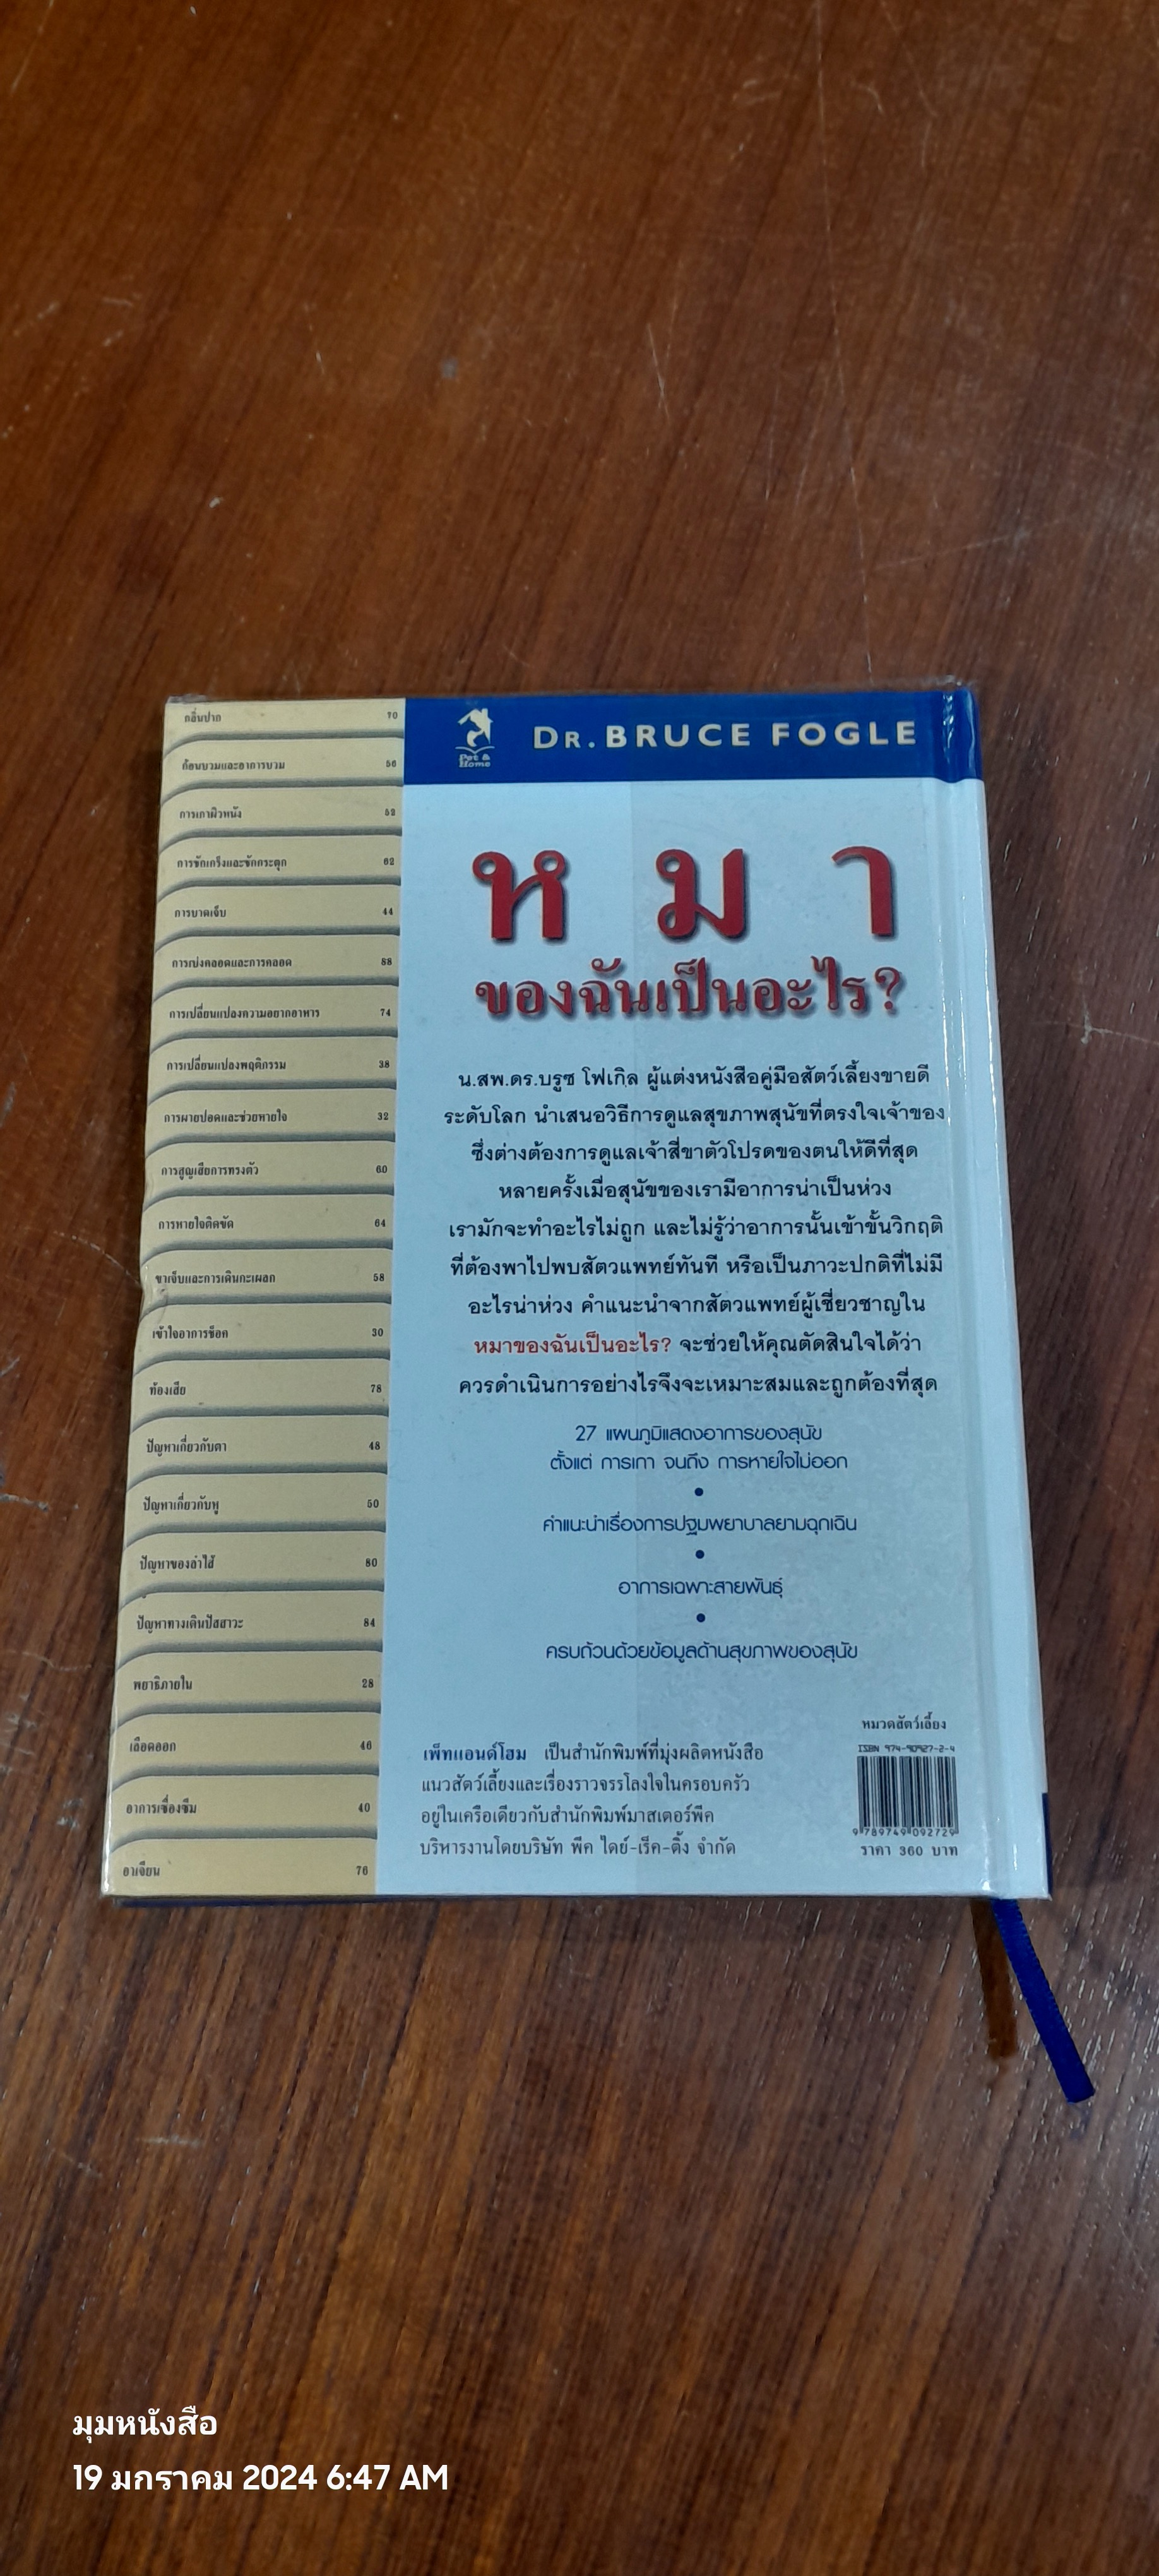 กลิ่นปาก 70
ก้อนบวมและอาการบวม 56
การเกาผิวหนัง 52
การชักเกร็งและชักกระตุก 62
การบาดเจ็บ 44
การเบ่งคลอดและการคลอด 88
การเปลี่ยนแปลงความอยากอาหาร 74
การเปลี่ยนแปลงพฤติกรรม 38
การผายปอดและช่วยหายใจ 32
การสูญเสียการทรงตัว 60
การหายใจติดขัด 64
ขาเจ็บและการเดินกะเผลก 58
เข้าใจอาการช็อค 30
ท้องเสีย 78
ปัญหาเกี่ยวกับตา 48
ปัญหาเกี่ยวกับหู 50
ปัญหาของลำไส้ 80
ปัญหาทางเดินปัสสาวะ 84
พยาธิภายใน 28
เลือดออก 46
อาการเซื่องซึม 40
อาเจียน 76
Pet &
Home
DR. BRUCE FOGLE
หมา
ของฉันเป็นอะไร?
น.สพ.ดร.บรูซ โฟเกิล ผู้แต่งหนังสือคู่มือสัตว์เลี้ยงขายดี
ระดับโลก นำเสนอวิธีการดูแลสุขภาพสุนัขที่ตรงใจเจ้าของ
ซึ่งต่างต้องการดูแลเจ้าสี่ขาตัวโปรดของตนให้ดีที่สุด
หลายครั้งเมื่อสุนัขของเรามีอาการน่าเป็นห่วง
เรามักจะทำอะไรไม่ถูก และไม่รู้ว่าอาการนั้นเข้าขั้นวิกฤติ
ที่ต้องพาไปพบสัตวแพทย์ทันที หรือเป็นภาวะปกติที่ไม่มี
อะไรน่าห่วง คำแนะนำจากสัตวแพทย์ผู้เชี่ยวชาญใน
หมาของฉันเป็นอะไร? จะช่วยให้คุณตัดสินใจได้ว่า
ควรดำเนินการอย่างไรจึงจะเหมาะสมและถูกต้องที่สุด
27 แผนภูมิแสดงอาการของสุนัข
ตั้งแต่ การเกา จนถึง การหายใจไม่ออก
•
คำแนะนำเรื่องการปฐมพยาบาลยามฉุกเฉิน
•
อาการเฉพาะสายพันธุ์
•
ครบถ้วนด้วยข้อมูลด้านสุขภาพของสุนัข
เพ็ทแอนด์โฮม เป็นสำนักพิมพ์ที่มุ่งผลิตหนังสือ
แนวสัตว์เลี้ยงและเรื่องราวจรรโลงใจในครอบครัว
อยู่ในเครือเดียวกับสำนักพิมพ์มาสเตอร์พีค
บริหารงานโดยบริษัท พีค ไดย์-เร็ค-ติ้ง จำกัด
หมวดสัตว์เลี้ยง
ISBN 974-90927-2-4
9 789749 092729
ราคา 360 บาท
มุมหนังสือ
19 มกราคม 2024 6:47 AM